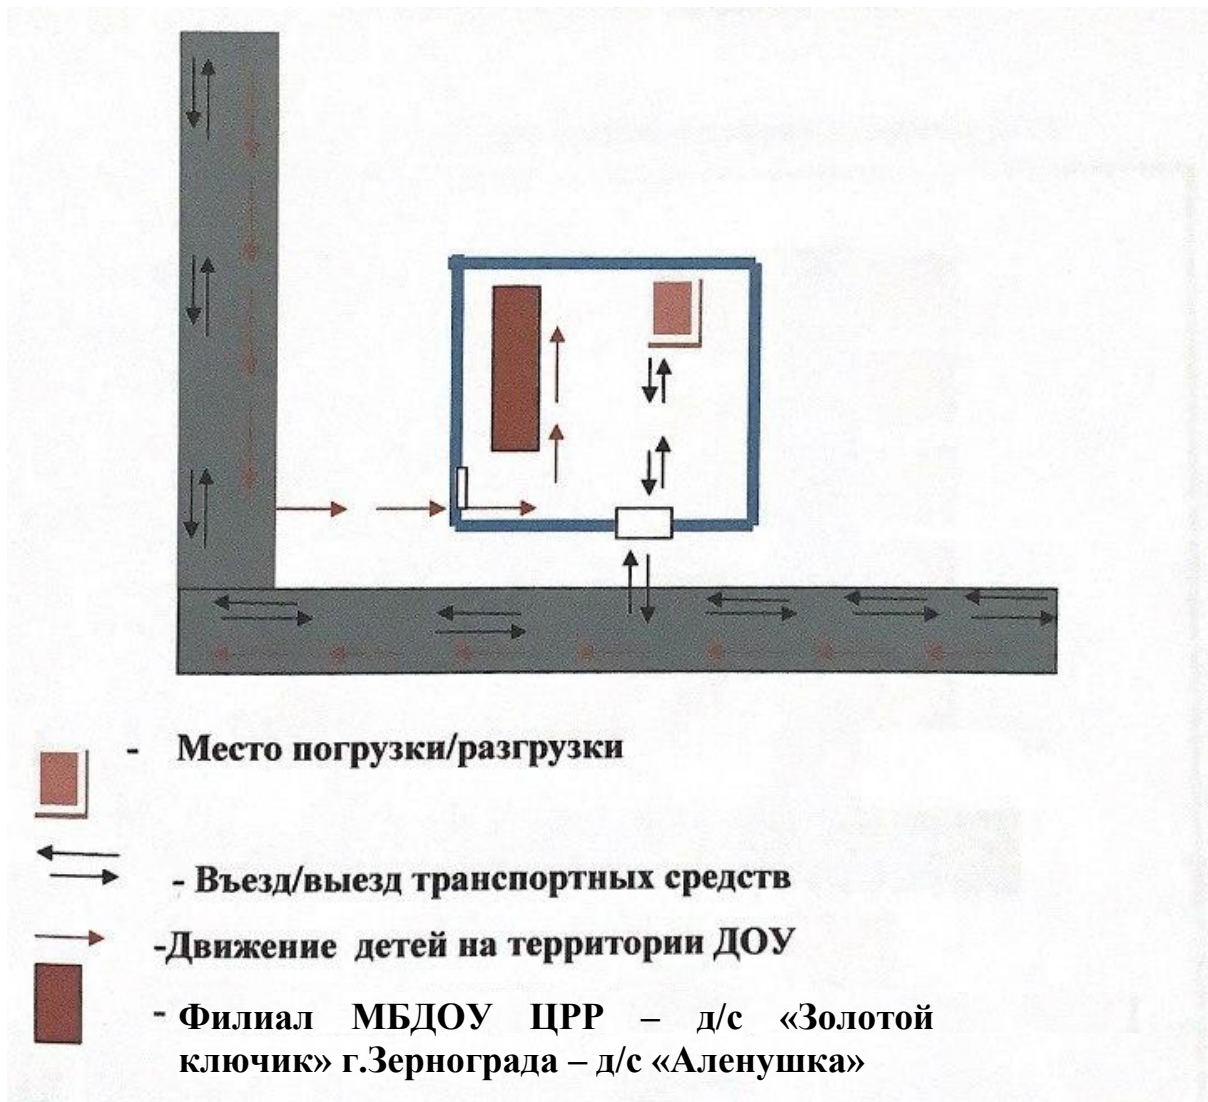 - Место погрузки/разгрузки
- Въезд/выезд транспортных средств
-Движение детей на территории ДОУ
- Филиал МБДОУ ЦРР – д/с «Золотой
ключик» г.Зернограда – д/с «Аленушка»